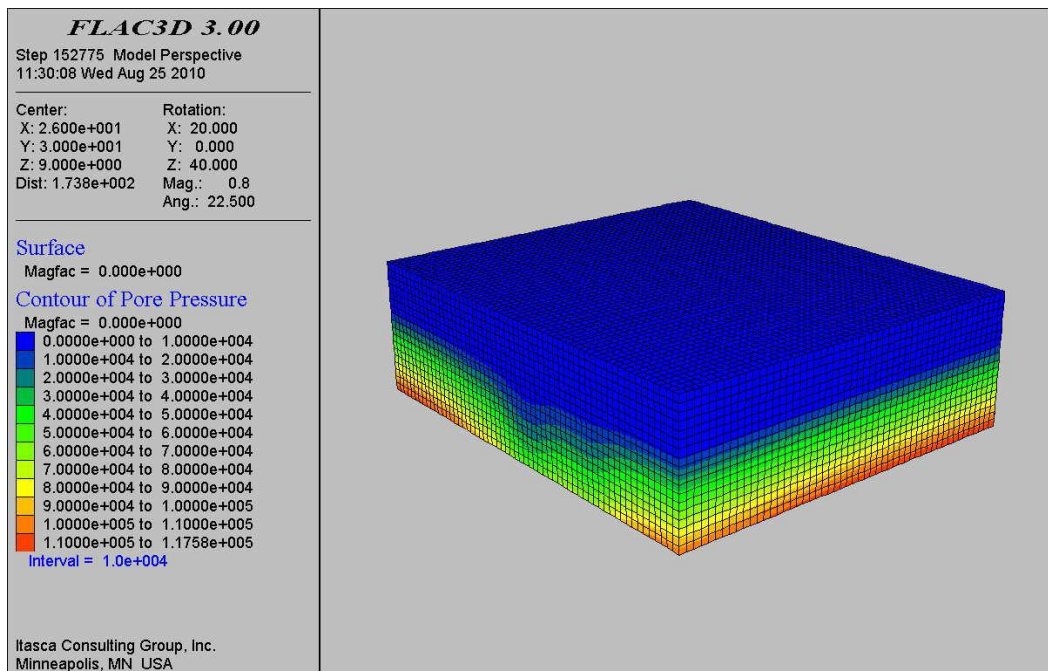 FLAC3D 3.00
Step 152775 Model Perspective
11:30:08 Wed Aug 25 2010
Center: Rotation:
X: 2.600e+001 X: 20.000
Y: 3.000e+001 Y: 0.000
Z: 9.000e+000 Z: 40.000
Dist: 1.738e+002 Mag.: 0.8
Ang.: 22.500
Surface
Magfac = 0.000e+000
Contour of Pore Pressure
Magfac = 0.000e+000
0.0000e+000 to 1.0000e+004
1.0000e+004 to 2.0000e+004
2.0000e+004 to 3.0000e+004
3.0000e+004 to 4.0000e+004
4.0000e+004 to 5.0000e+004
5.0000e+004 to 6.0000e+004
6.0000e+004 to 7.0000e+004
7.0000e+004 to 8.0000e+004
8.0000e+004 to 9.0000e+004
9.0000e+004 to 1.0000e+005
1.0000e+005 to 1.1000e+005
1.1000e+005 to 1.1758e+005
Interval = 1.0e+004
Itasca Consulting Group, Inc.
Minneapolis, MN USA